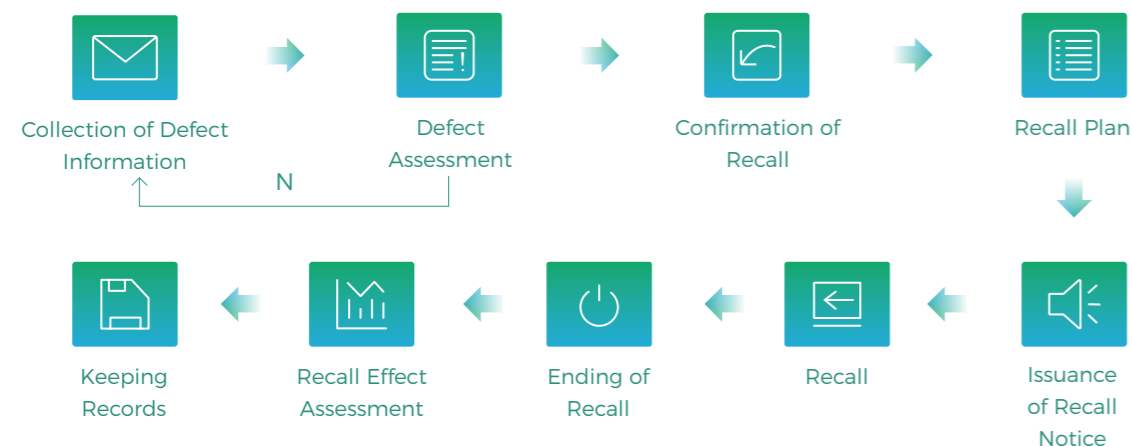 Collection of Defect
Information
Defect
Assessment
Confirmation of
Recall
Recall Plan
N
Keeping
Records
Recall Effect
Assessment
Ending of
Recall
Recall
Issuance
of Recall
Notice